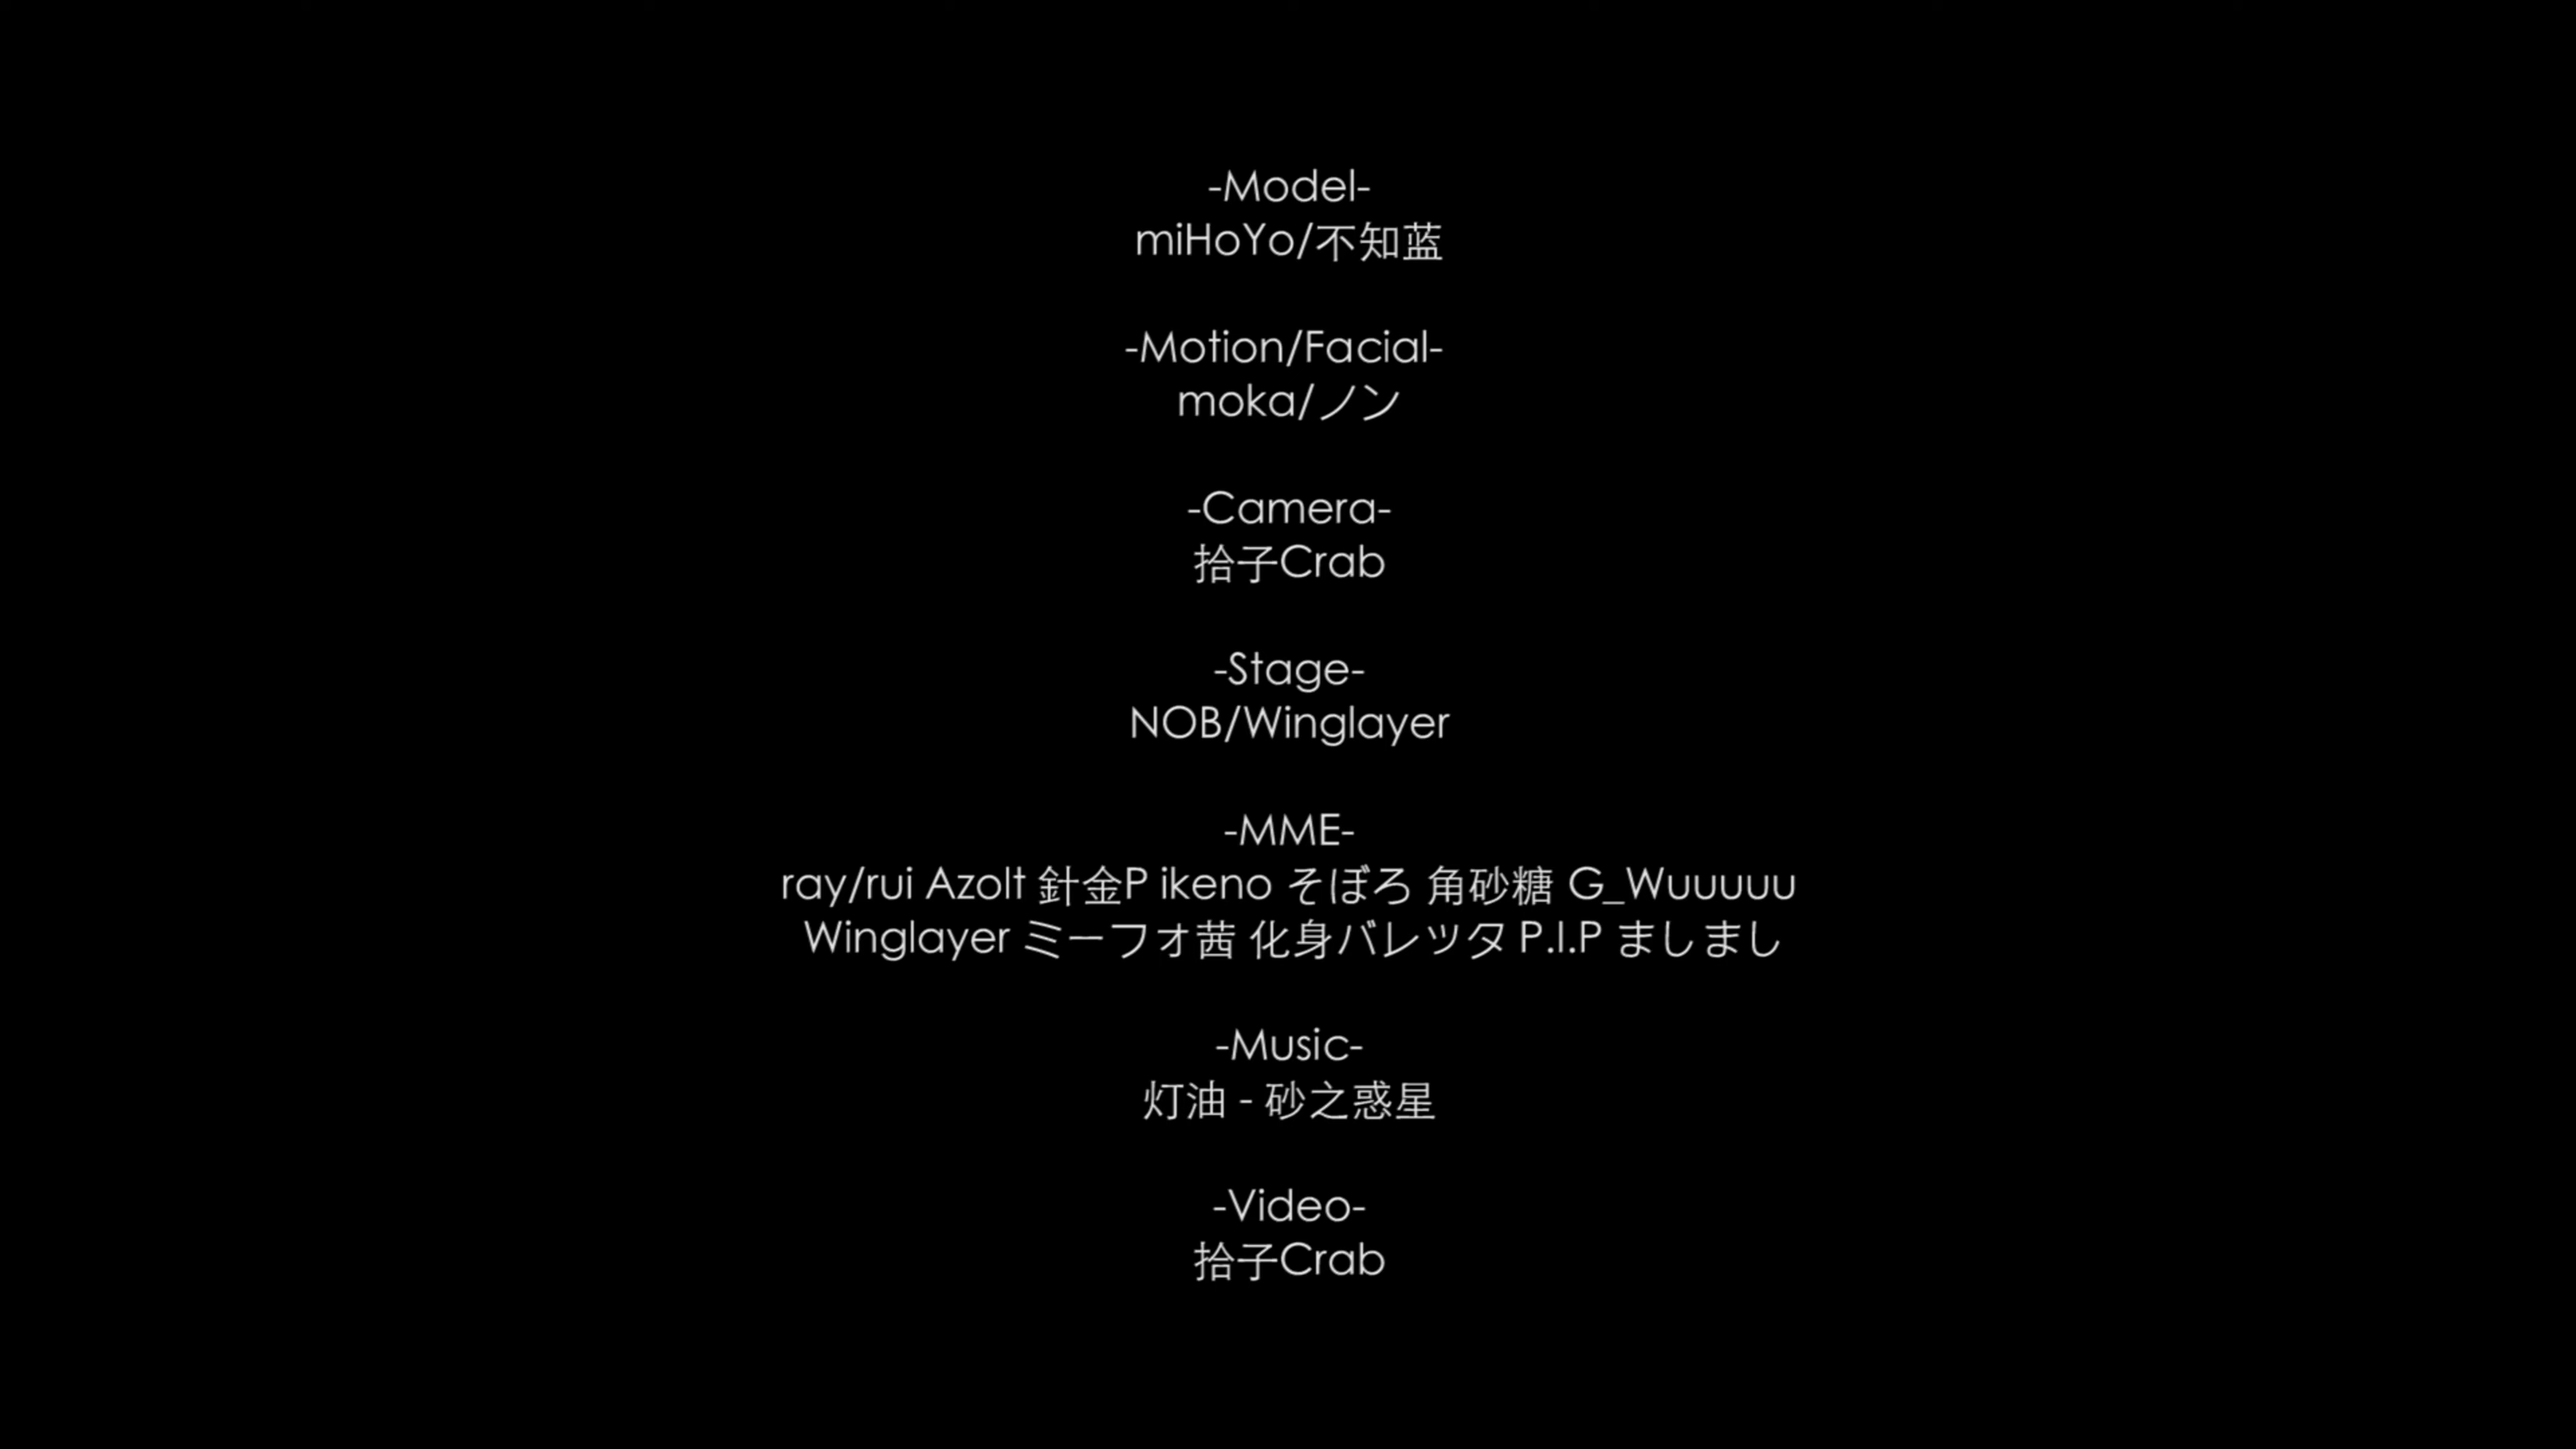 -Model-
miHoYo/不知蓝
-Motion/Facial-
moka/ノン
-Camera-
拾子Crab
-Stage-
NOB/Winglayer
-MME-
ray/rui Azolt 針金P ikeno そぼろ 角砂糖 G_Wuuuuu
Winglayer ミーフォ茜 化身バレッタ P.I.P ましまし
-Music-
灯油 - 砂之惑星
-Video-
拾子Crab